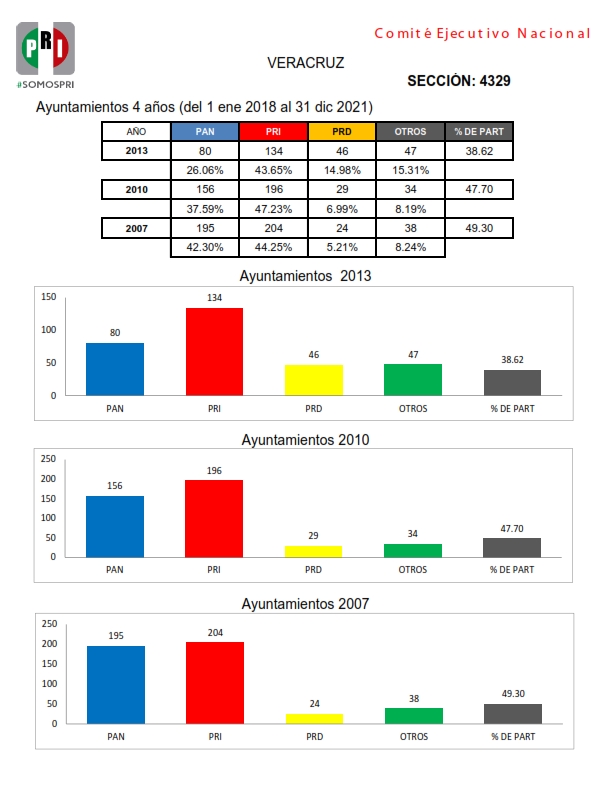 Comité Ejecutivo Nacional
PRI
#SOMOSPRI
VERACRUZ
SECCIÓN: 4329
Ayuntamientos 4 años (del 1 ene 2018 al 31 dic 2021)
AÑO PAN PRI PRD OTROS % DE PART
2013 80 134 46 47 38.62
26.06% 43.65% 14.98% 15.31%
2010 156 196 29 34 47.70
37.59% 47.23% 6.99% 8.19%
2007 195 204 24 38 49.30
42.30% 44.25% 5.21% 8.24%
Ayuntamientos 2013
150
100
50
0
80 134 46 47 38.62
PAN PRI PRD OTROS % DE PART
Ayuntamientos 2010
250
200
150
100
50
0
156 196 29 34 47.70
PAN PRI PRD OTROS % DE PART
Ayuntamientos 2007
250
200
150
100
50
0
195 204 24 38 49.30
PAN PRI PRD OTROS % DE PART